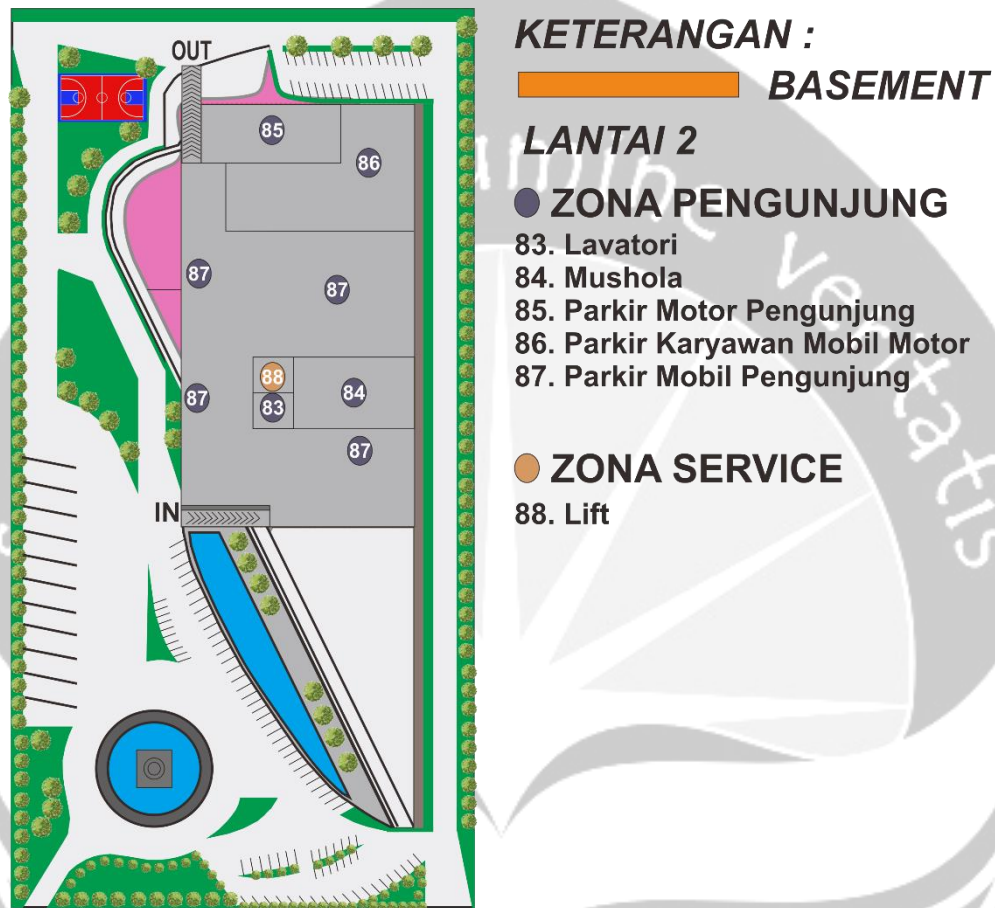 KETERANGAN :
BASEMENT
LANTAI 2
ZONA PENGUNJUNG
83. Lavatori
84. Mushola
85. Parkir Motor Pengunjung
86. Parkir Karyawan Mobil Motor
87. Parkir Mobil Pengunjung
ZONA SERVICE
88. Lift
OUT
85
86
87
87
88
87
83
84
87
IN
lumine veritatis